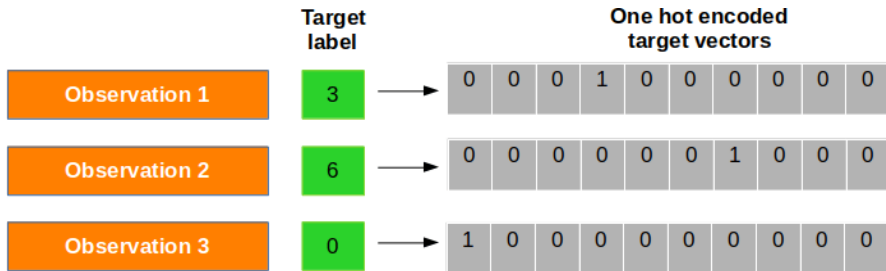 Target label
One hot encoded target vectors
Observation 1 3 0 0 0 1 0 0 0 0 0 0
Observation 2 6 0 0 0 0 0 0 1 0 0 0
Observation 3 0 1 0 0 0 0 0 0 0 0 0